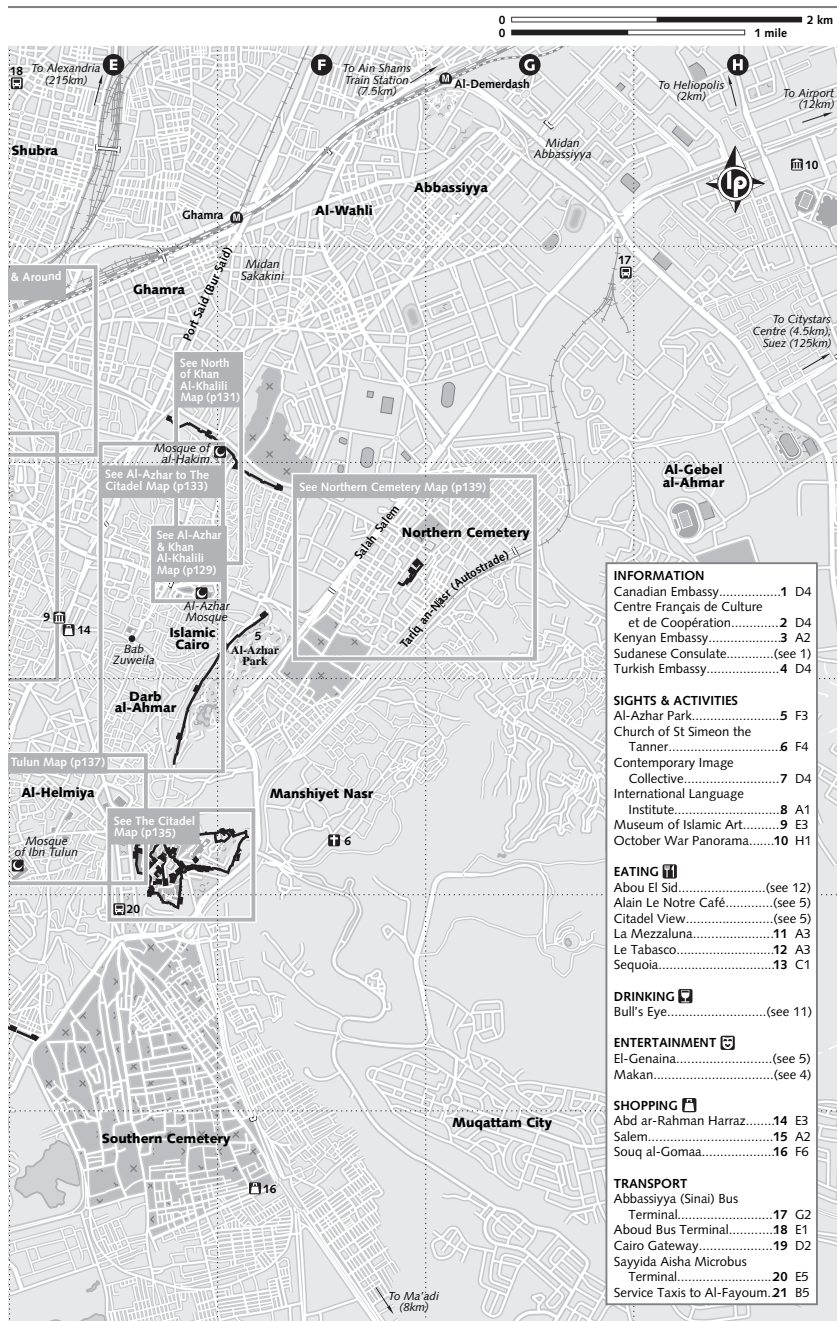 0 2 km
0 1 mile
E
F
G
H
18
To Alexandria
(215km)
To Ain Shams
Train Station
(7.5km)
Al-Demerdash
To Heliopolis
(2km)
To Airport
(12km)
Shubra
Midan
Abbassiyya
10
lp
Abbassiyya
Ghamra
Al-Wahli
17
& Around
Midan
Sakakini
Ghamra
Port Said (Bur Said)
To Citystars
Centre (4.5km);
Suez (125km)
See North
of Khan
Al-Khalili
Map (p131)
Mosque of
al-Hakim
See Al-Azhar to The
Citadel Map (p133)
See Northern Cemetery Map (p139)
Al-Gebel
al-Ahmar
Salah Salem
Northern Cemetery
See Al-Azhar
& Khan
Al-Khalili
Map (p129)
Tariq an-Nasr (Autostrade)
Al-Azhar
Mosque
9
14
Islamic
Cairo
5
Al-Azhar
Park
Bab
Zuweila
Darb
al-Ahmar
Tulun Map (p137)
Al-Helmiya
Manshiyet Nasr
See The Citadel
Map (p135)
Mosque
of Ibn Tulun
6
20
Southern Cemetery
Muqattam City
16
To Ma'adi
(8km)
INFORMATION
Canadian Embassy...............1 D4
Centre Français de Culture
et de Coopération............2 D4
Kenyan Embassy..................3 A2
Sudanese Consulate.........(see 1)
Turkish Embassy..................4 D4
SIGHTS & ACTIVITIES
Al-Azhar Park.......................5 F3
Church of St Simeon the
Tanner.............................6 F4
Contemporary Image
Collective.........................7 D4
International Language
Institute...........................8 A1
Museum of Islamic Art..........9 E3
October War Panorama......10 H1
EATING
Abou El Sid....................(see 12)
Alain Le Notre Café..........(see 5)
Citadel View.....................(see 5)
La Mezzaluna....................11 A3
Le Tabasco........................12 A3
Sequoia.............................13 C1
DRINKING
Bull's Eye.......................(see 11)
ENTERTAINMENT
El-Genaina.......................(see 5)
Makan..............................(see 4)
SHOPPING
Abd ar-Rahman Harraz.......14 E3
Salem................................15 A2
Souq al-Gomaa..................16 F6
TRANSPORT
Abbassiyya (Sinai) Bus
Terminal.........................17 G2
Aboud Bus Terminal...........18 E1
Cairo Gateway...................19 D2
Sayyida Aisha Microbus
Terminal.........................20 E5
Service Taxis to Al-Fayoum.21 B5